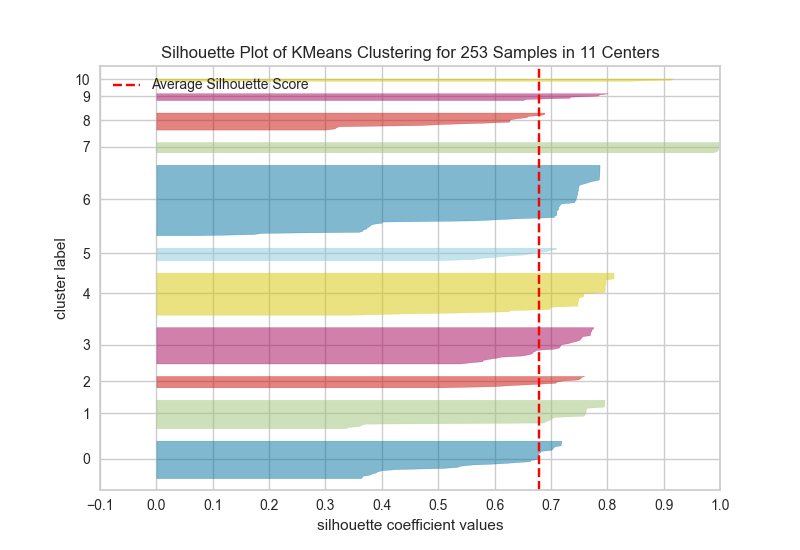 Silhouette Plot of KMeans Clustering for 253 Samples in 11 Centers
Average Silhouette Score
10
9
8
7
6
5
4
3
2
1
0
cluster label
−0.1 0.0 0.1 0.2 0.3 0.4 0.5 0.6 0.7 0.8 0.9 1.0
silhouette coefficient values